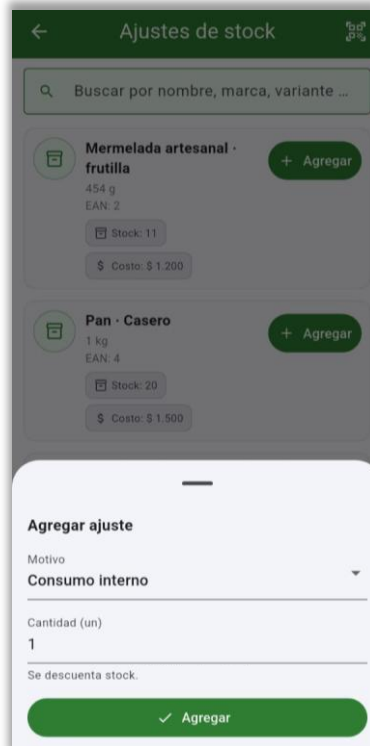 Ajustes de stock
Buscar por nombre, marca, variante ...
Mermelada artesanal ·
frutilla
+ Agregar
454 g
EAN: 2
Stock: 11
$ Costo: $ 1.200
Pan · Casero
+ Agregar
1 kg
EAN: 4
Stock: 20
$ Costo: $ 1.500
Agregar ajuste
Motivo
Consumo interno
Cantidad (un)
1
Se descuenta stock.
Agregar